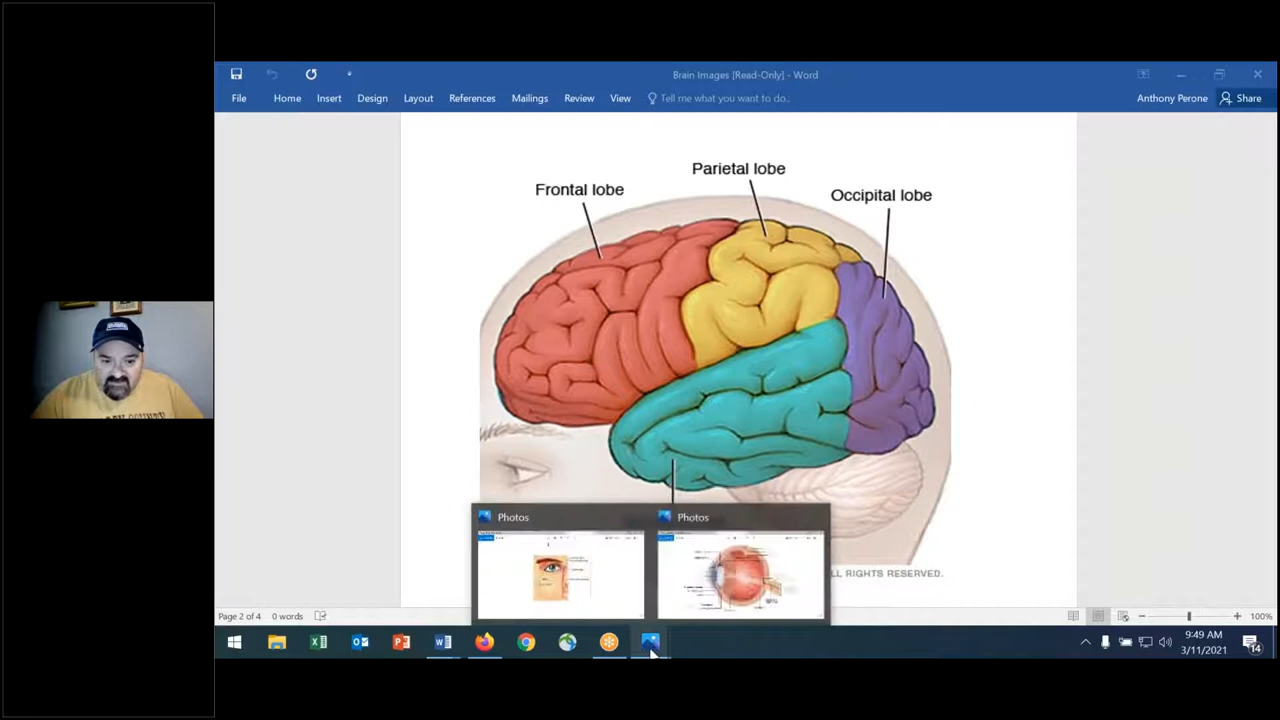 Brain Images [Read-Only] - Word
File Home Insert Design Layout References Mailings Review View Tell me what you want to do.. Anthony Perone Share
Parietal lobe
Frontal lobe
Occipital lobe
Photos Photos
ALL RIGHTS RESERVED.
Page 2 of 4 0 words 100%
9:49 AM
3/11/2021
14